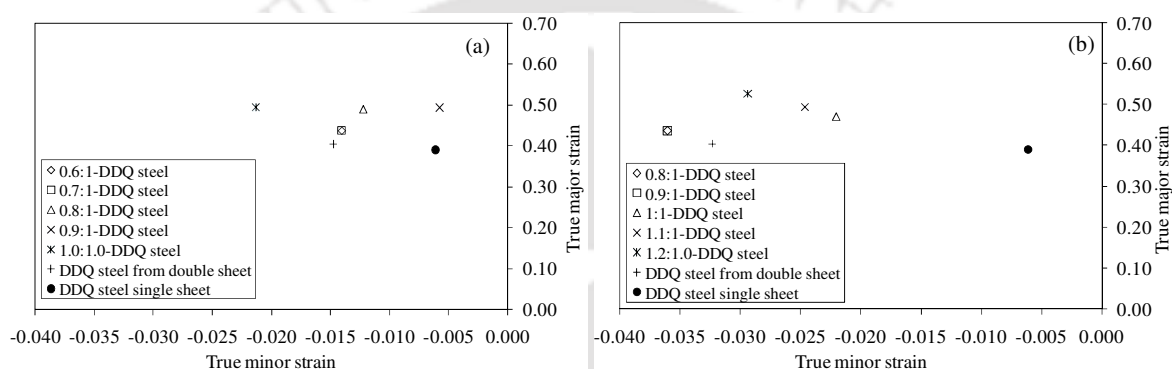 (a)
0.70
0.60
0.50
0.40
0.30
0.20
0.10
0.00
True major strain
0.6:1-DDQ steel
0.7:1-DDQ steel
0.8:1-DDQ steel
0.9:1-DDQ steel
1.0:1.0-DDQ steel
DDQ steel from double sheet
DDQ steel single sheet
-0.040 -0.035 -0.030 -0.025 -0.020 -0.015 -0.010 -0.005 0.000
True minor strain
(b)
0.70
0.60
0.50
0.40
0.30
0.20
0.10
0.00
True major strain
0.8:1-DDQ steel
0.9:1-DDQ steel
1:1-DDQ steel
1.1:1-DDQ steel
1.2:1.0-DDQ steel
DDQ steel from double sheet
DDQ steel single sheet
-0.040 -0.035 -0.030 -0.025 -0.020 -0.015 -0.010 -0.005 0.000
True minor strain